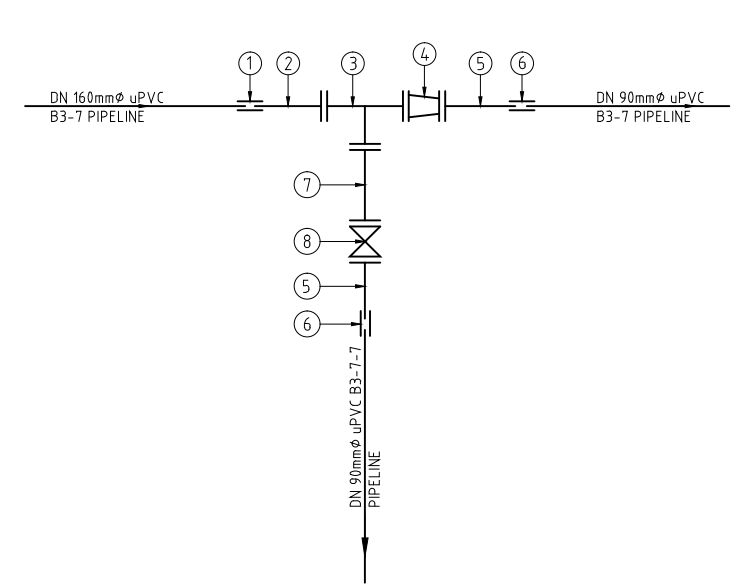 1 2 3 4 5 6
DN 160mmø uPVC
B3-7 PIPELINE
DN 90mmø uPVC
B3-7 PIPELINE
7
8
5
6
DN 90mmø uPVC B3-7-7
PIPELINE